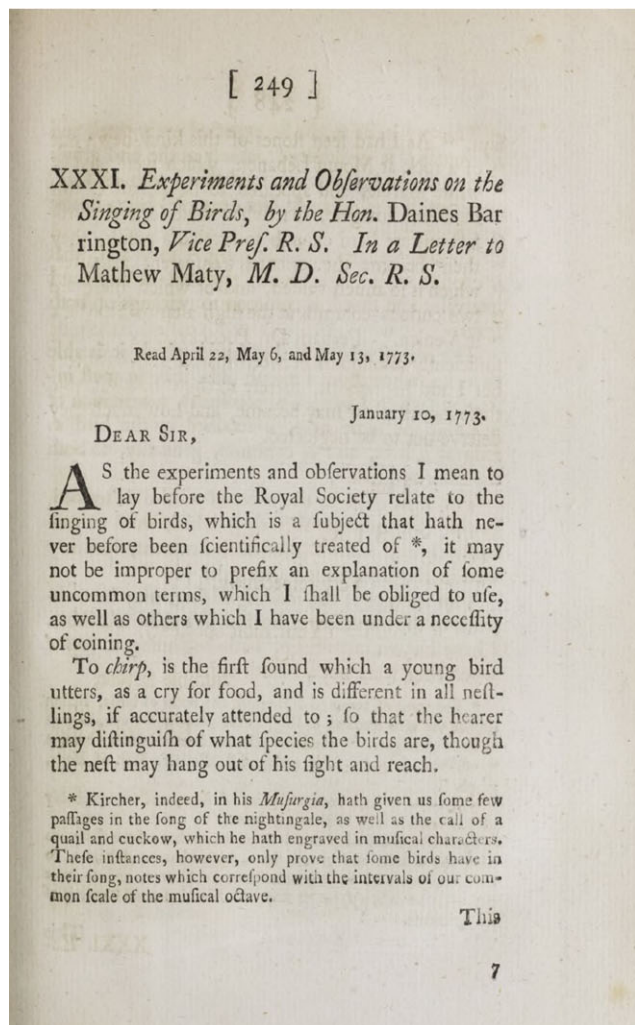 [ 249 ]
XXXI. Experiments and Obſervations on the
Singing of Birds, by the Hon. Daines Bar
rington, Vice Preſ. R. S. In a Letter to
Mathew Maty, M. D. Sec. R. S.
Read April 22, May 6, and May 13, 1773.
January 10, 1773.
DEAR SIR,
AS the experiments and obſervations I mean to
lay before the Royal Society relate to the
ſinging of birds, which is a ſubject that hath ne-
ver before been ſcientifically treated of *, it may
not be improper to prefix an explanation of ſome
uncommon terms, which I ſhall be obliged to uſe,
as well as others which I have been under a neceſſity
of coining.
To chirp, is the firſt ſound which a young bird
utters, as a cry for food, and is different in all neſt-
lings, if accurately attended to ; ſo that the hearer
may diſtinguiſh of what ſpecies the birds are, though
the neſt may hang out of his ſight and reach.
* Kircher, indeed, in his Muſurgia, hath given us ſome few
paſſages in the ſong of the nightingale, as well as the call of a
quail and cuckow, which he hath engraved in muſical characters.
Theſe inſtances, however, only prove that ſome birds have in
their ſong, notes which correſpond with the intervals of our com-
mon ſcale of the muſical octave.
This
7